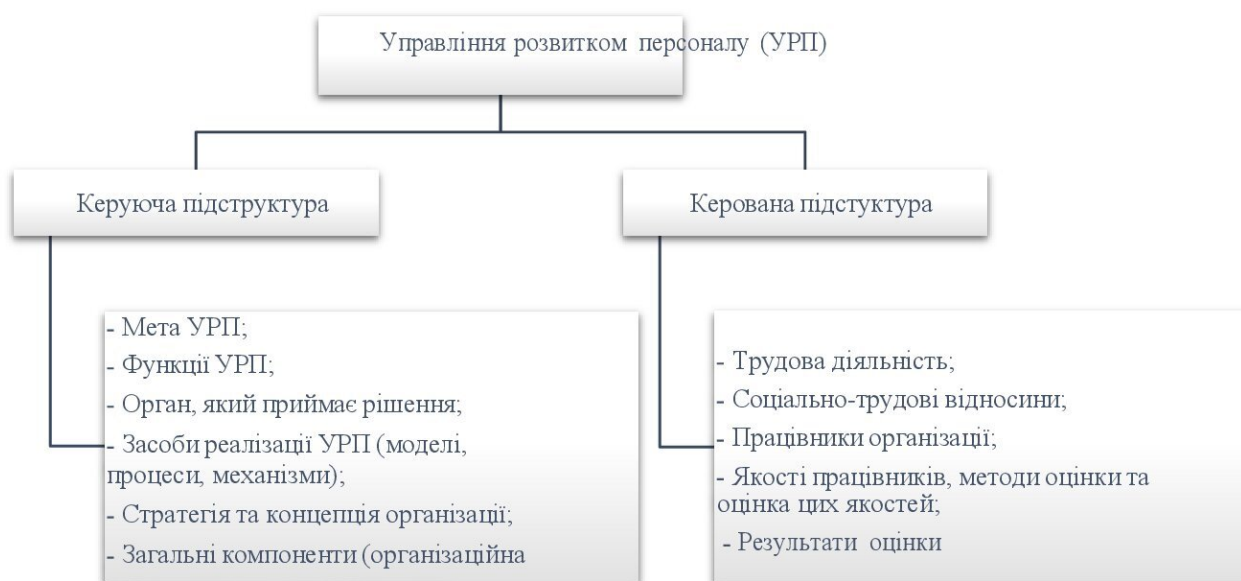 Управління розвитком персоналу (УРП)
Керуюча підструктура
Керована підстуктура
- Мета УРП;
- Функції УРП;
- Орган, який приймає рішення;
- Засоби реалізації УРП (моделі,
процеси, механізми);
- Стратегія та концепція організації;
- Загальні компоненти (організаційна
- Трудова діяльність;
- Соціально-трудові відносини;
- Працівники організації;
- Якості працівників, методи оцінки та
оцінка цих якостей;
- Результати оцінки